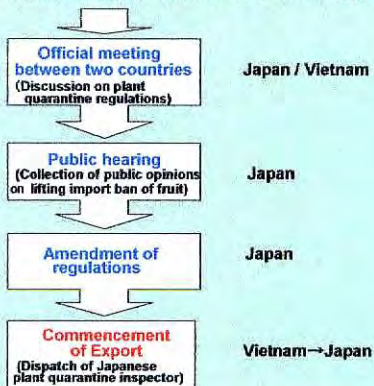 Official meeting
between two countries
(Discussion on plant
quarantine regulations)
Japan / Vietnam
Public hearing
(Collection of public opinions
on lifting import ban of fruit)
Japan
Amendment of
regulations
Japan
Commencement
of Export
(Dispatch of Japanese
plant quarantine inspector)
Vietnam→Japan